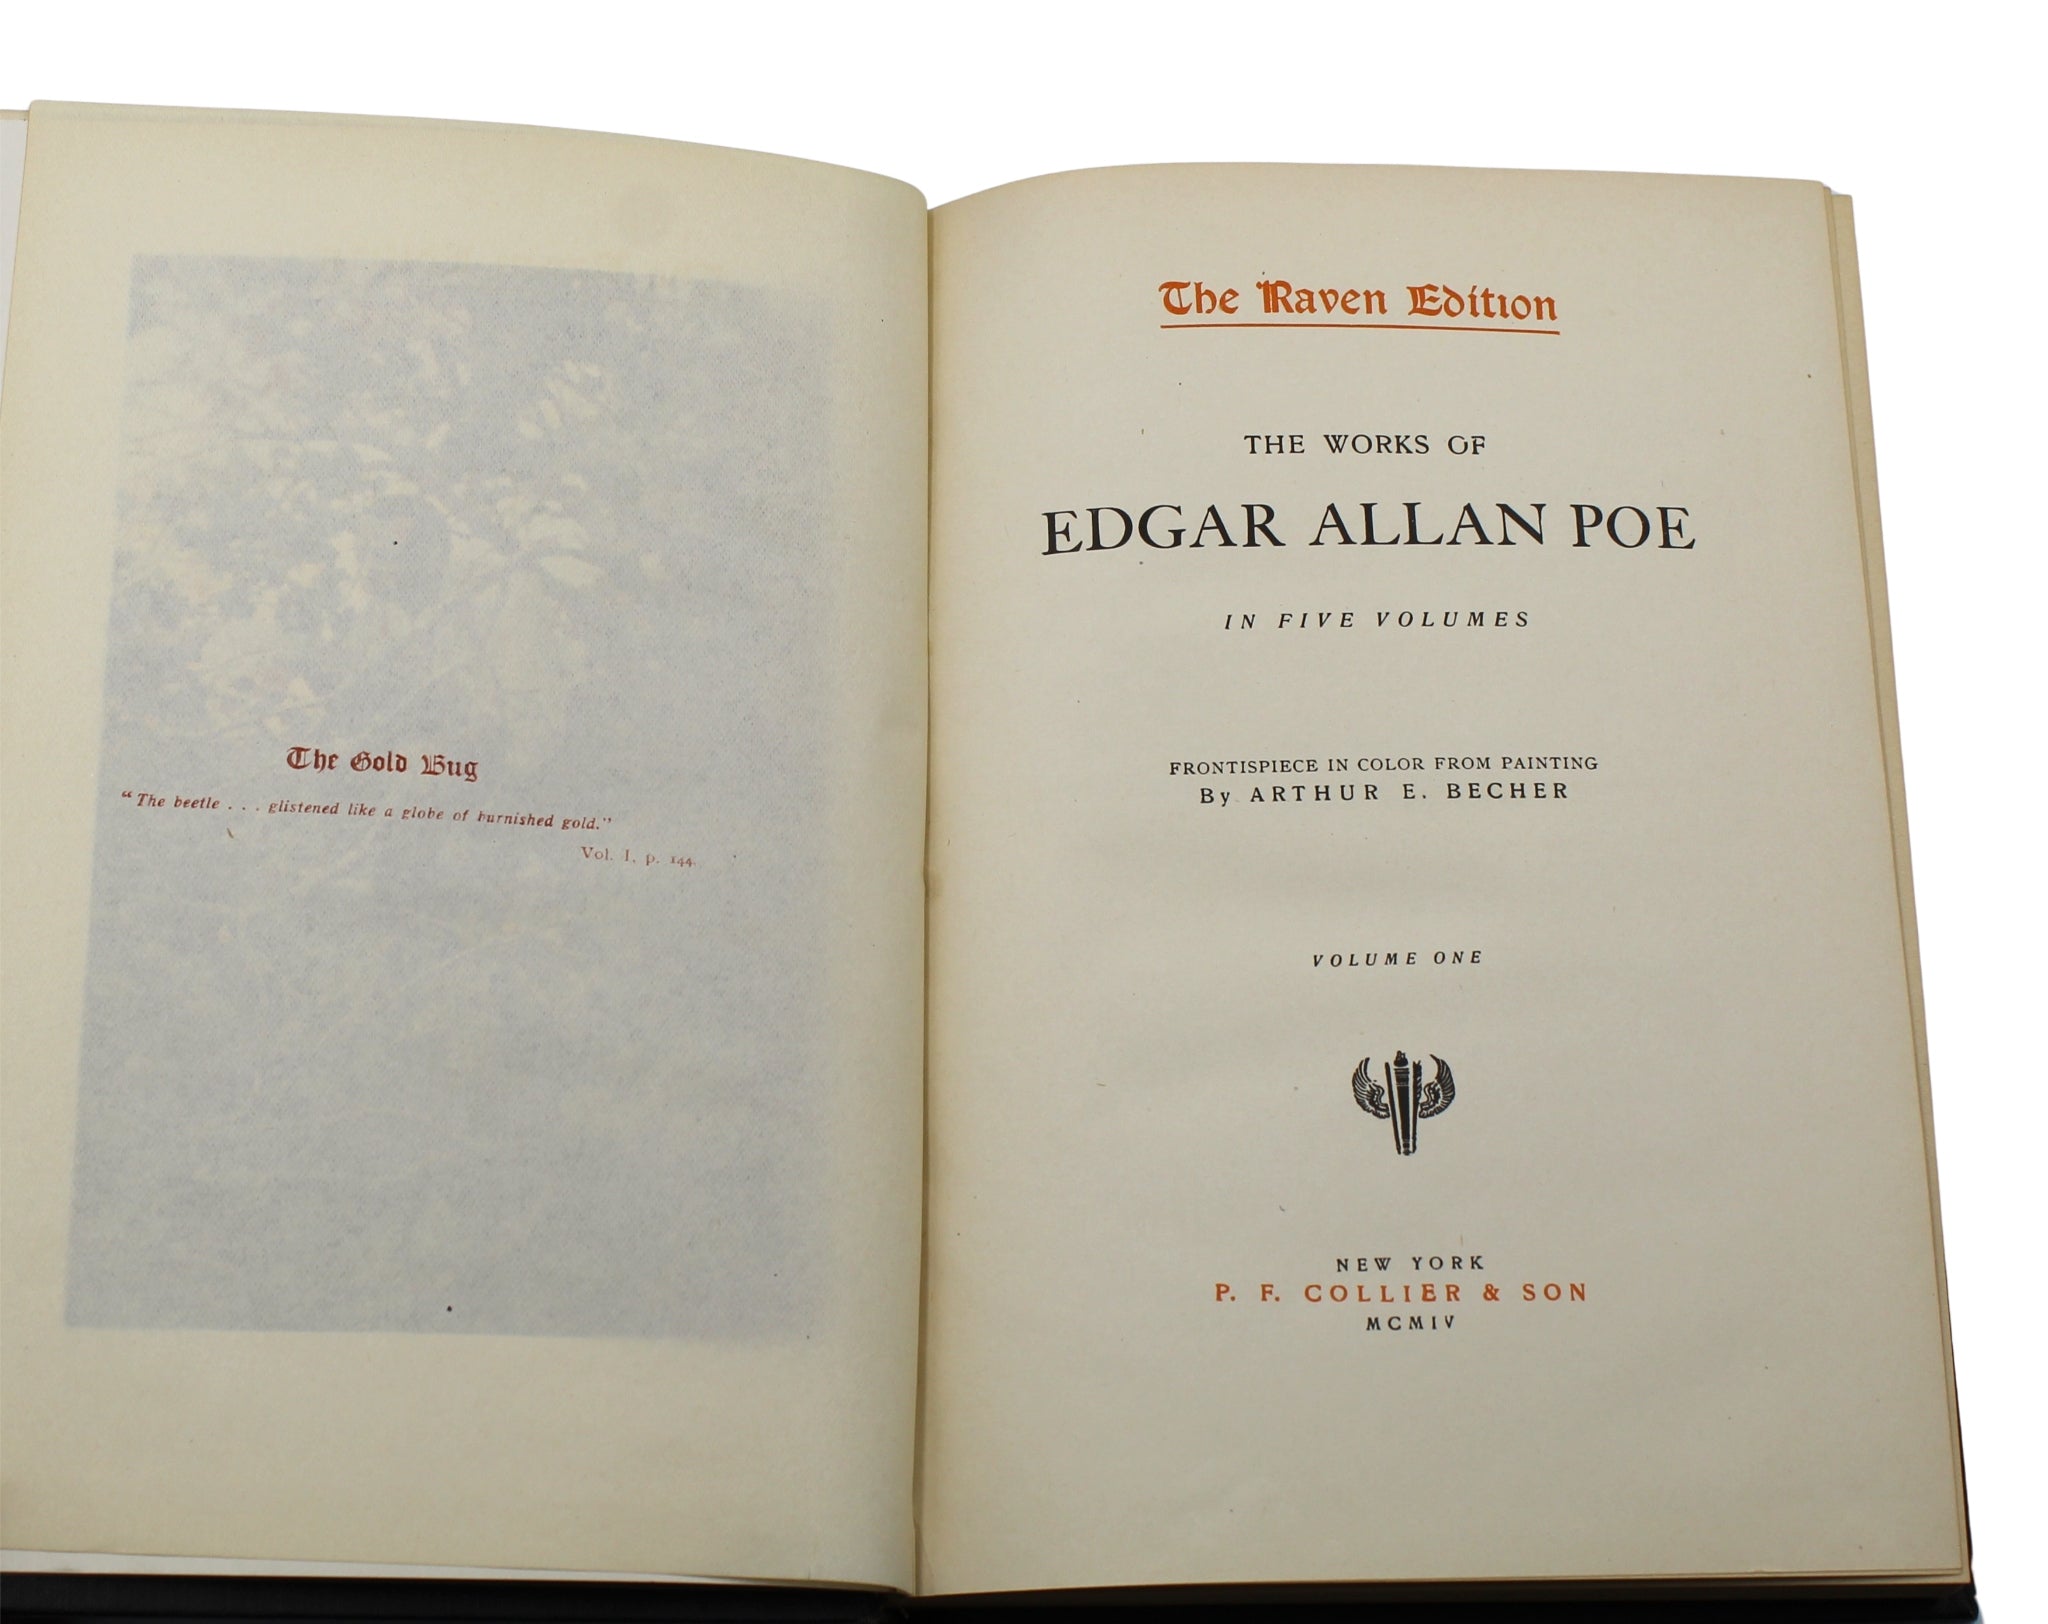 The Gold Bug
“The beetle . . . glistened like a globe of burnished gold.”
Vol. I, p. 144.
The Raven Edition
THE WORKS OF
EDGAR ALLAN POE
IN FIVE VOLUMES
FRONTISPIECE IN COLOR FROM PAINTING
By ARTHUR E. BECHER
VOLUME ONE
NEW YORK
P. F. COLLIER & SON
MCMIV